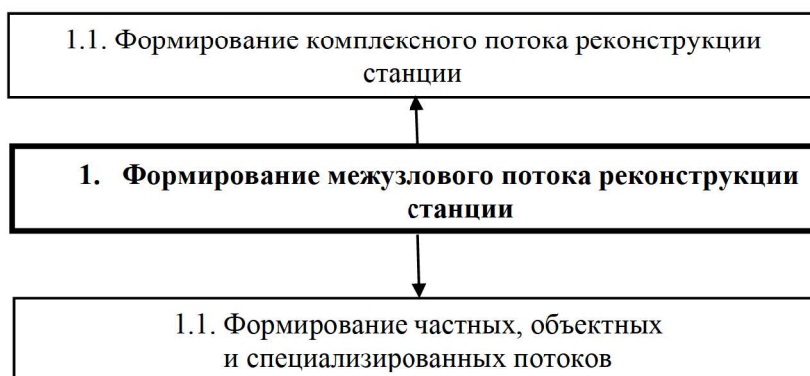 1.1. Формирование комплексного потока реконструкции
станции
1. Формирование межузлового потока реконструкции
станции
1.1. Формирование частных, объектных
и специализированных потоков